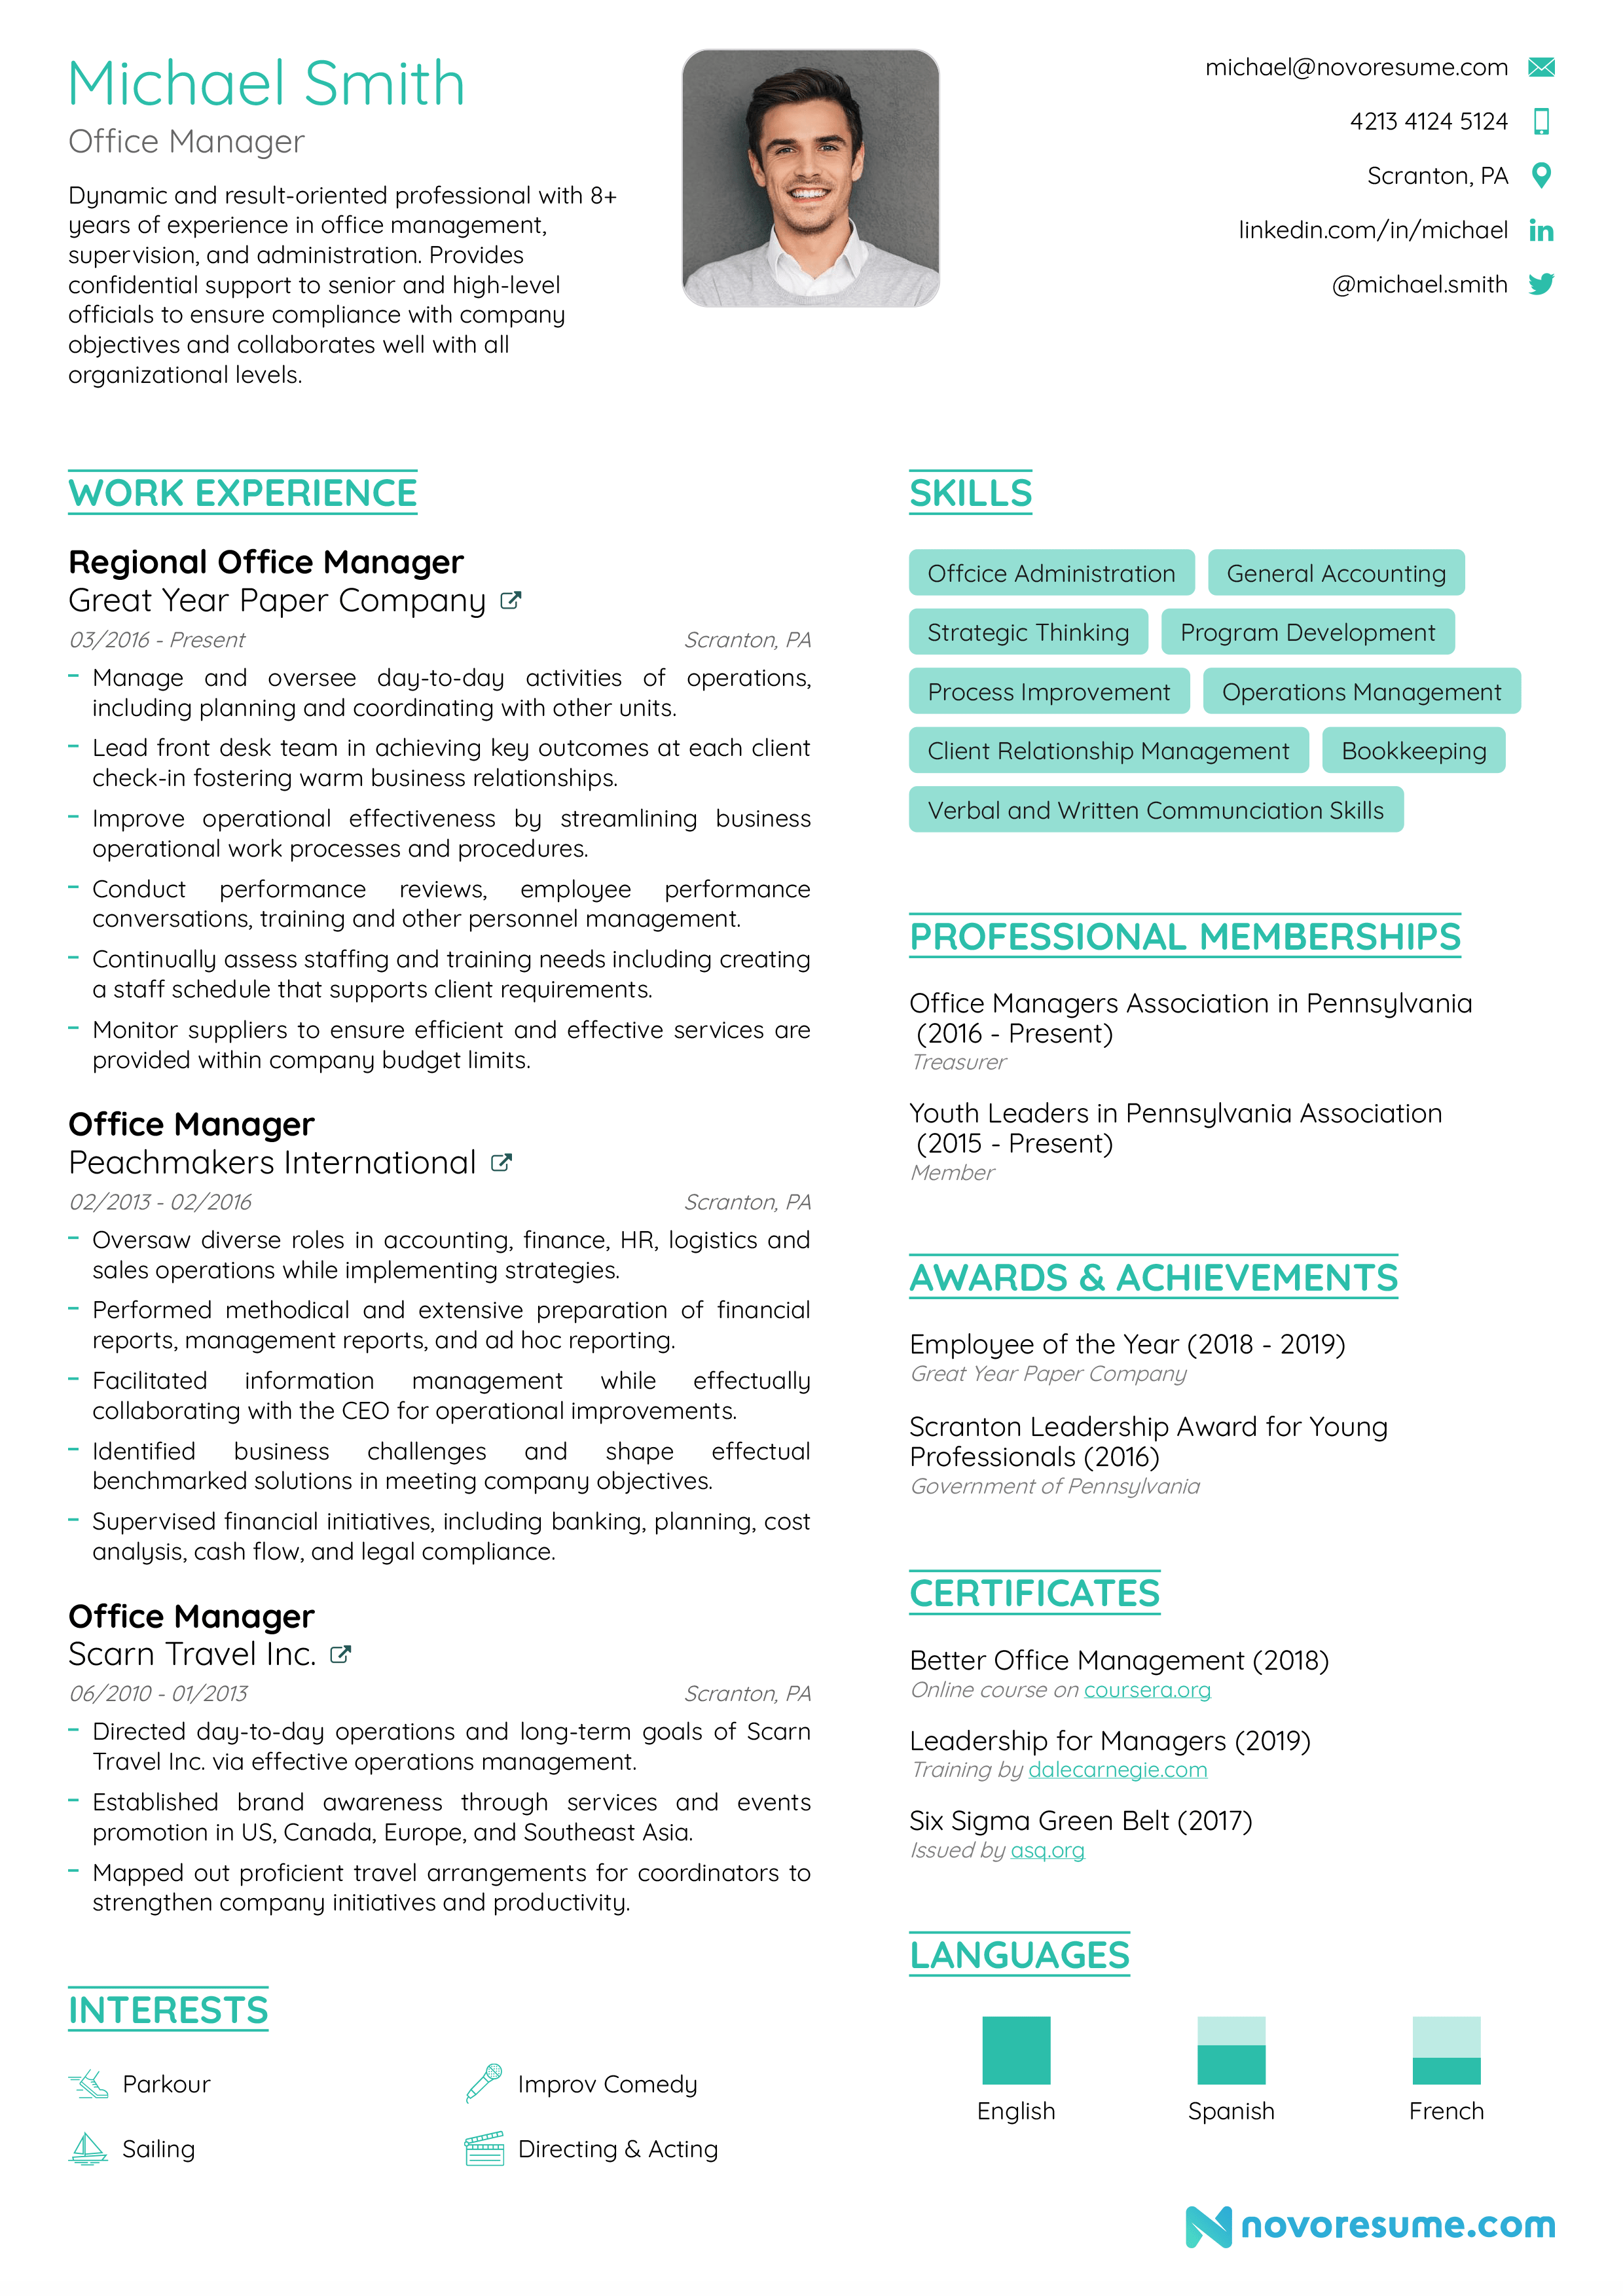 Michael Smith
Office Manager
Dynamic and result-oriented professional with 8+
years of experience in office management,
supervision, and administration. Provides
confidential support to senior and high-level
officials to ensure compliance with company
objectives and collaborates well with all
organizational levels.
michael@novoresume.com
4213 4124 5124
Scranton, PA
linkedin.com/in/michael
@michael.smith
WORK EXPERIENCE
Regional Office Manager
Great Year Paper Company
03/2016 - Present Scranton, PA
- Manage and oversee day-to-day activities of operations,
including planning and coordinating with other units.
- Lead front desk team in achieving key outcomes at each client
check-in fostering warm business relationships.
- Improve operational effectiveness by streamlining business
operational work processes and procedures.
- Conduct performance reviews, employee performance
conversations, training and other personnel management.
- Continually assess staffing and training needs including creating
a staff schedule that supports client requirements.
- Monitor suppliers to ensure efficient and effective services are
provided within company budget limits.
Office Manager
Peachmakers International
02/2013 - 02/2016 Scranton, PA
- Oversaw diverse roles in accounting, finance, HR, logistics and
sales operations while implementing strategies.
- Performed methodical and extensive preparation of financial
reports, management reports, and ad hoc reporting.
- Facilitated information management while effectually
collaborating with the CEO for operational improvements.
- Identified business challenges and shape effectual
benchmarked solutions in meeting company objectives.
- Supervised financial initiatives, including banking, planning, cost
analysis, cash flow, and legal compliance.
Office Manager
Scarn Travel Inc.
06/2010 - 01/2013 Scranton, PA
- Directed day-to-day operations and long-term goals of Scarn
Travel Inc. via effective operations management.
- Established brand awareness through services and events
promotion in US, Canada, Europe, and Southeast Asia.
- Mapped out proficient travel arrangements for coordinators to
strengthen company initiatives and productivity.
INTERESTS
Parkour
Improv Comedy
Sailing
Directing & Acting
SKILLS
Offcice Administration
General Accounting
Strategic Thinking
Program Development
Process Improvement
Operations Management
Client Relationship Management
Bookkeeping
Verbal and Written Communciation Skills
PROFESSIONAL MEMBERSHIPS
Office Managers Association in Pennsylvania
(2016 - Present)
Treasurer
Youth Leaders in Pennsylvania Association
(2015 - Present)
Member
AWARDS & ACHIEVEMENTS
Employee of the Year (2018 - 2019)
Great Year Paper Company
Scranton Leadership Award for Young
Professionals (2016)
Government of Pennsylvania
CERTIFICATES
Better Office Management (2018)
Online course on coursera.org
Leadership for Managers (2019)
Training by dalecarnegie.com
Six Sigma Green Belt (2017)
Issued by asq.org
LANGUAGES
English
Spanish
French
novoresume.com